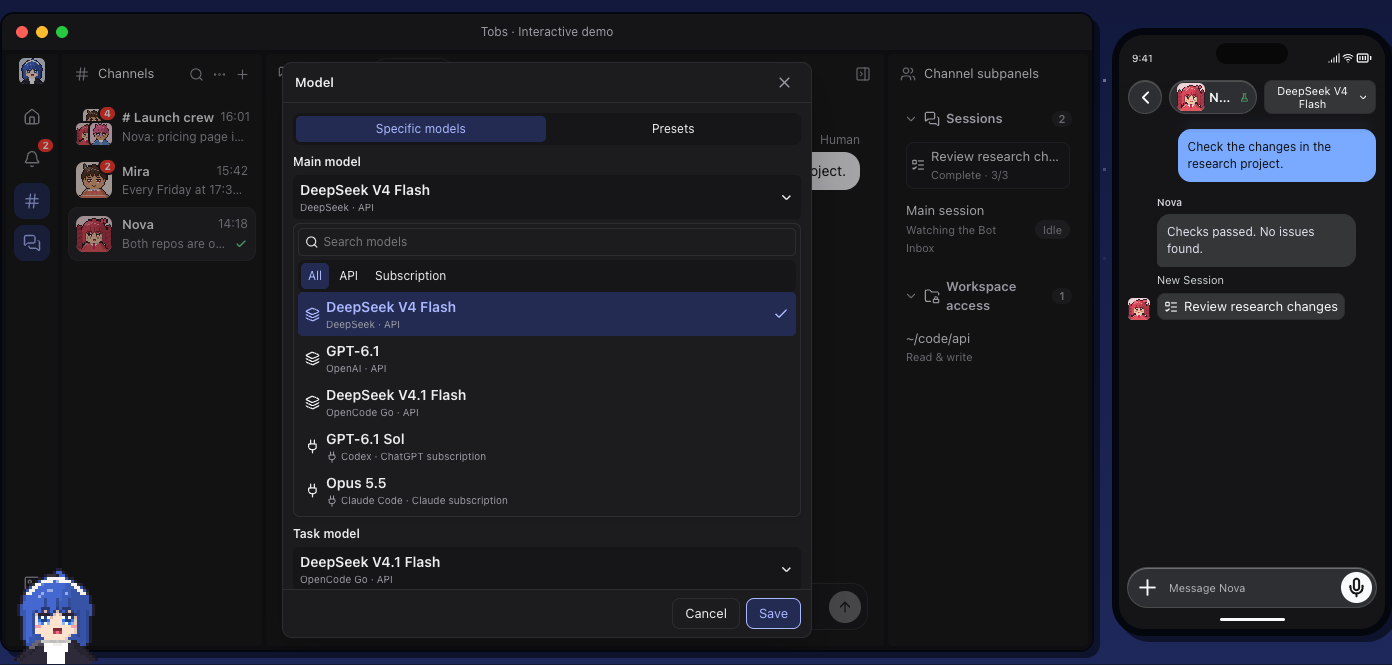 Tobs · Interactive demo
# Channels
4
# Launch crew 16:01
Nova: pricing page i...
2
2
Mira 15:42
Every Friday at 17:3...
Nova 14:18
Both repos are o...
Model
Specific models
Presets
Main model
DeepSeek V4 Flash
DeepSeek · API
Search models
All
API
Subscription
DeepSeek V4 Flash
DeepSeek · API
GPT-6.1
OpenAI · API
DeepSeek V4.1 Flash
OpenCode Go · API
GPT-6.1 Sol
Codex · ChatGPT subscription
Opus 5.5
Claude Code · Claude subscription
Task model
DeepSeek V4.1 Flash
OpenCode Go · API
Cancel
Save
Human
oject.
Channel subpanels
Sessions 2
Review research ch...
Complete · 3/3
Main session
Watching the Bot
Inbox
Idle
Workspace
access
1
~/code/api
Read & write
9:41
N...
DeepSeek V4
Flash
Check the changes in the
research project.
Nova
Checks passed. No issues
found.
New Session
Review research changes
Message Nova